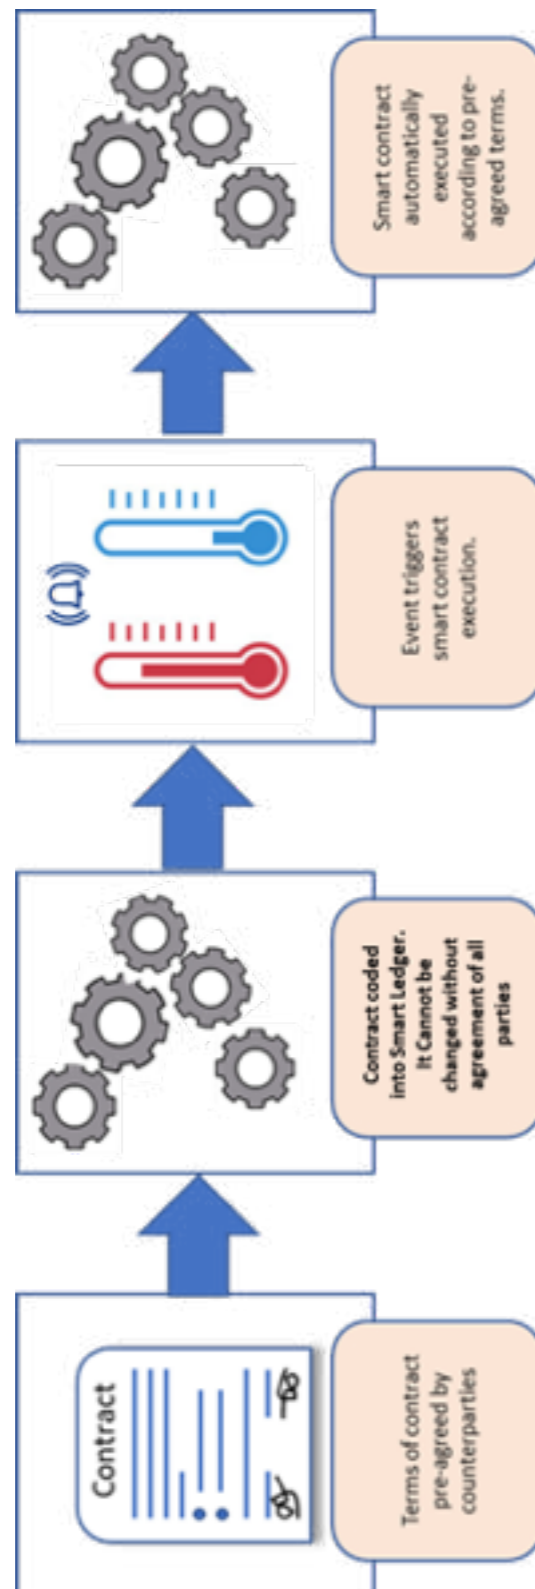 Contract
Terms of contract
pre-agreed by
counterparties
Contract coded
into Smart Ledger.
It Cannot be
changed without
agreement of all
parties
Event triggers
smart contract
execution.
Smart contract
automatically
executed
according to pre-
agreed terms.